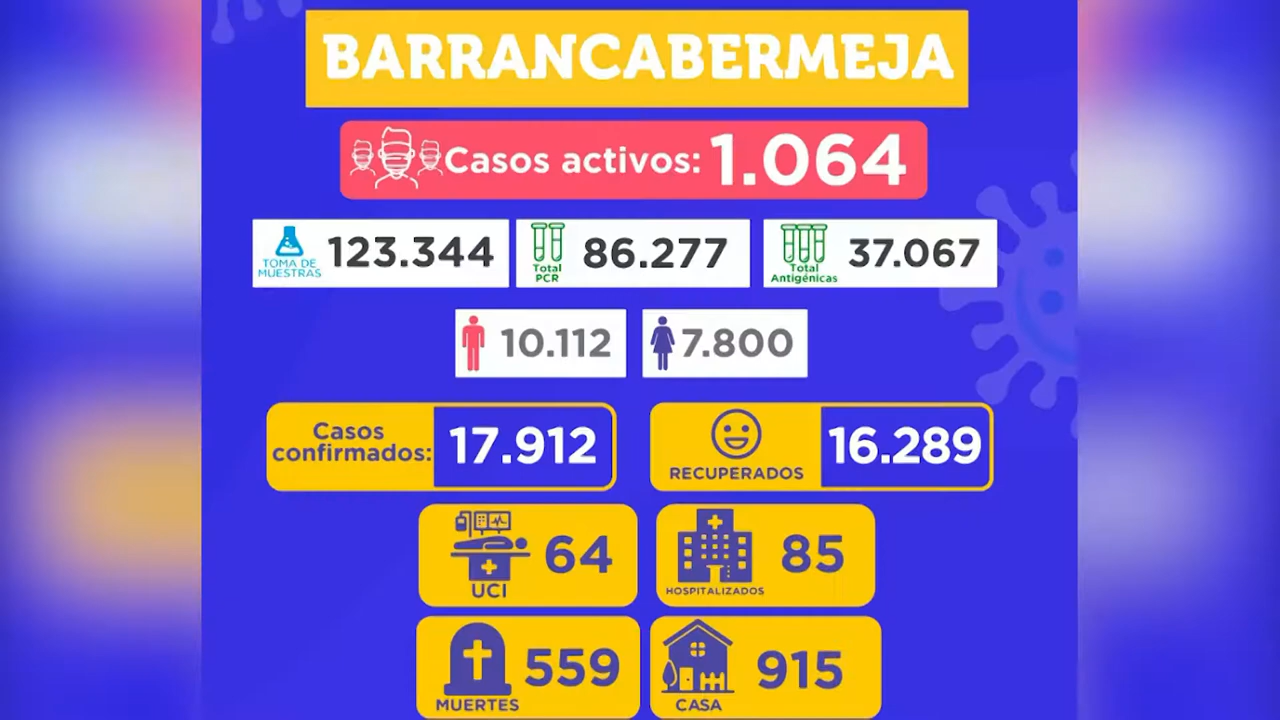 BARRANCABERMEJA
Casos activos: 1.064
TOMA DE
MUESTRAS
123.344
Total
PCR
86.277
Total
Antigénicas
37.067
10.112
7.800
Casos
confirmados:
17.912
RECUPERADOS
16.289
UCI
64
HOSPITALIZADOS
85
MUERTES
559
CASA
915